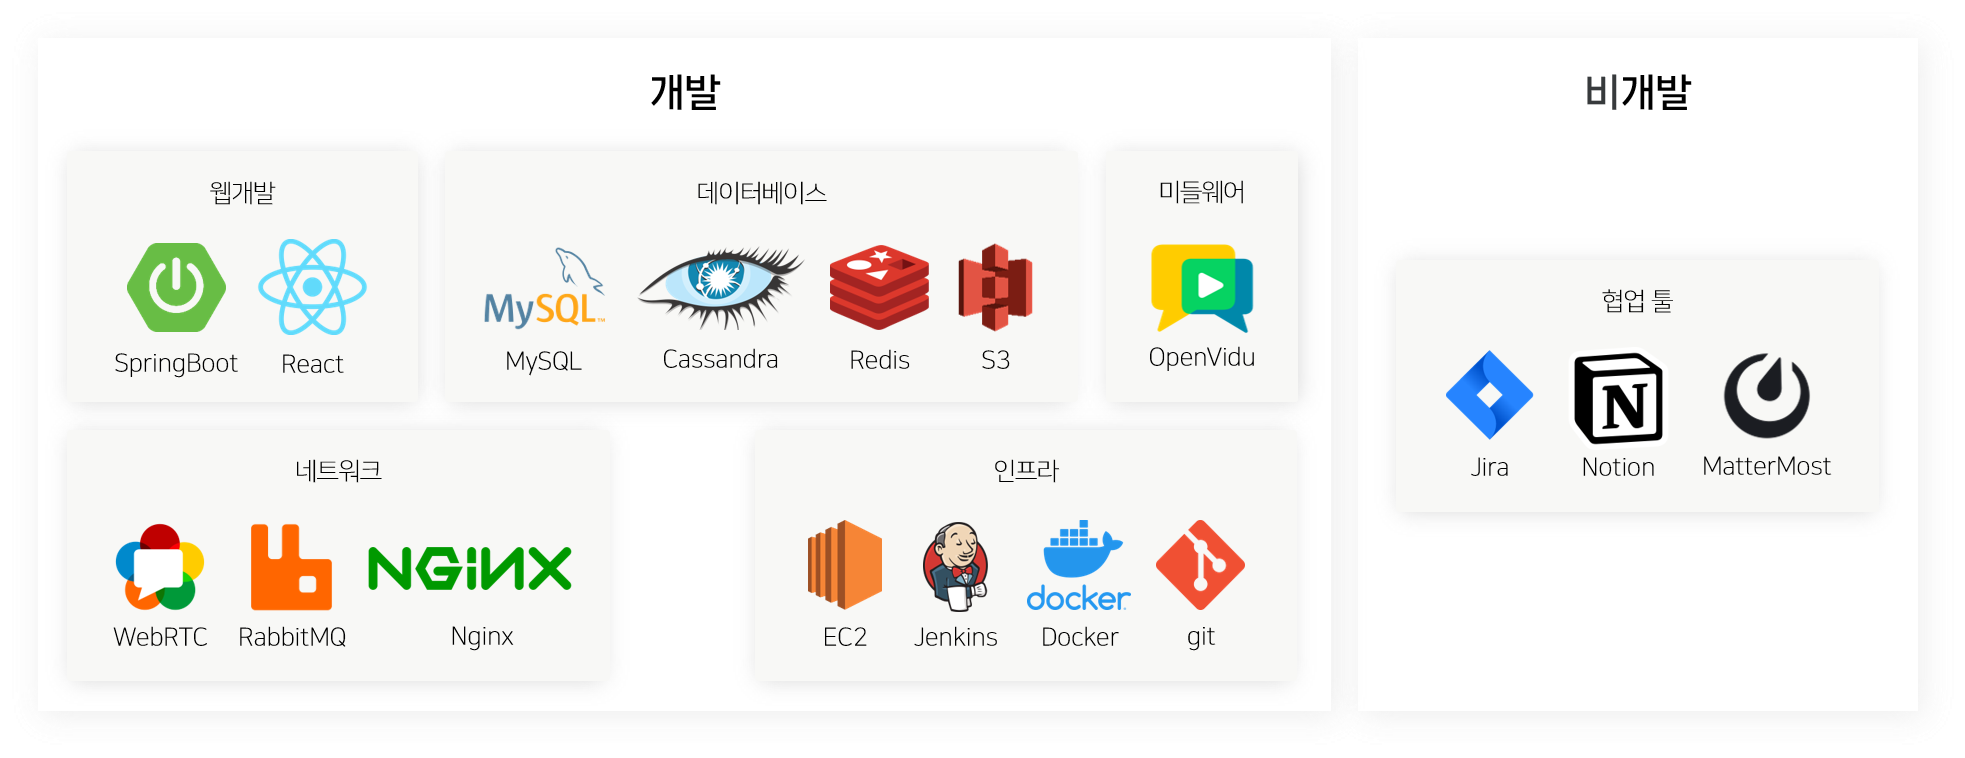 개발
웹개발
SpringBoot
React
데이터베이스
MySQL™
MySQL
Cassandra
Redis
S3
미들웨어
OpenVidu
네트워크
WebRTC
RabbitMQ
NGiNX
Nginx
인프라
EC2
Jenkins
docker
Docker
git
비개발
협업 툴
Jira
N
Notion
MatterMost